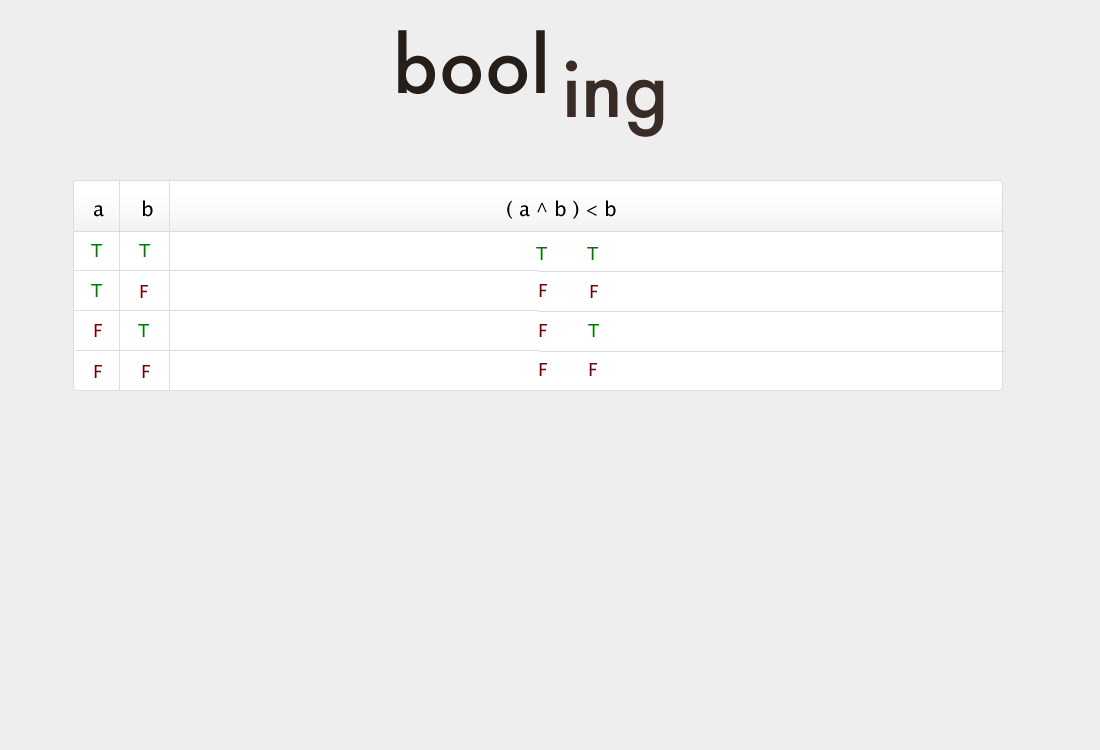 bool ing
a b ( a ^ b ) < b
T T T T
T F F F
F T F T
F F F F